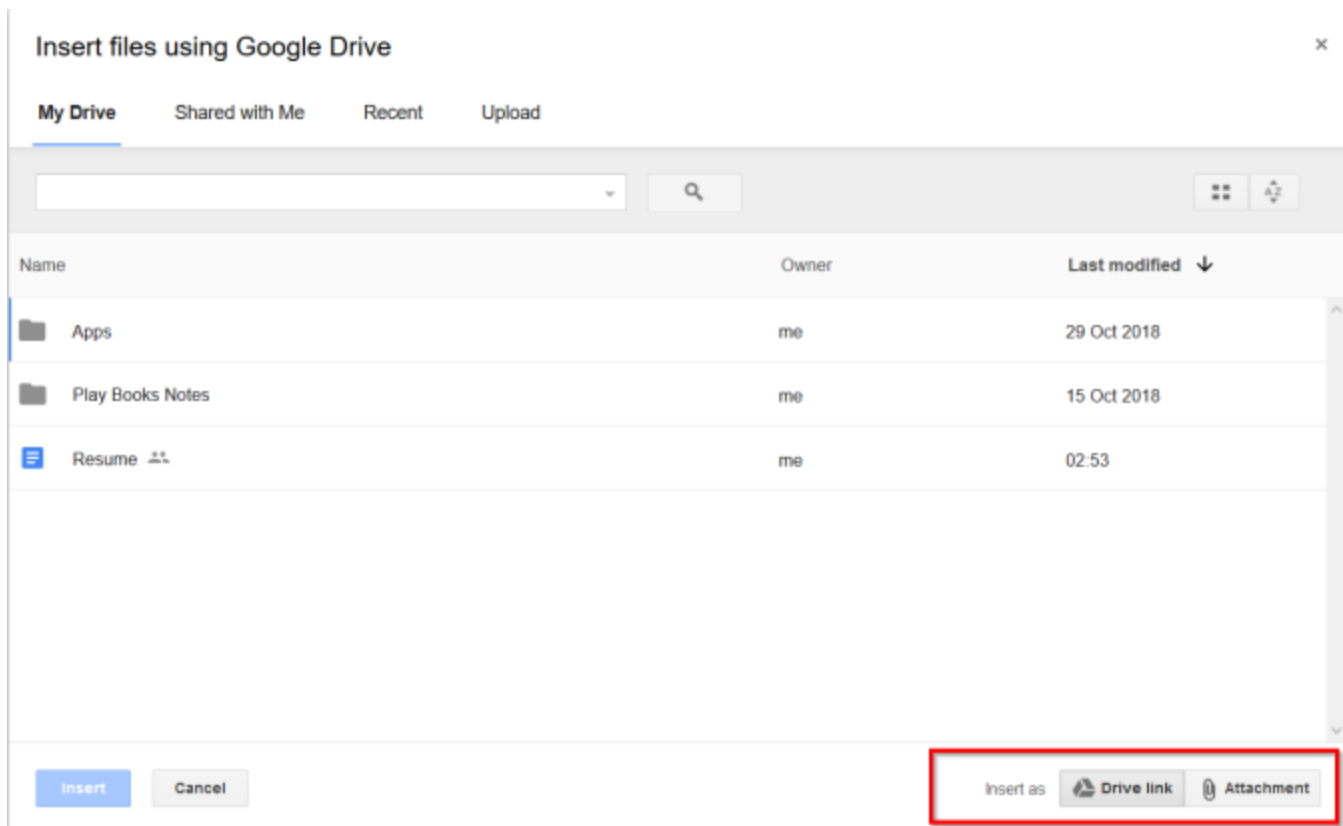 Insert files using Google Drive ×
My Drive Shared with Me Recent Upload
AZ
Name Owner Last modified
Apps me 29 Oct 2018
Play Books Notes me 15 Oct 2018
Resume me 02:53
Insert Cancel Insert as Drive link Attachment